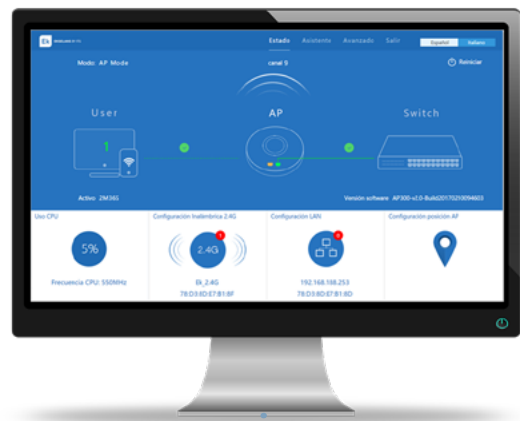 Ek
Estado Asistente Avanzado Salir Español Italiano
Modo: AP Mode canal 9 Reiniciar
User AP Switch
1
Activo 2M36S Versión software AP300-v2.0-Build20170210094603
Uso CPU Configuración Inalémbrica 2.4G Configuración LAN Configuración posición AP
5% 2.4G
Frecuencia CPU: 550MHz Ek_2.4G 192.168.188.253
78:D3:8D:E7:B1:8F 78:D3:8D:E7:B1:8D